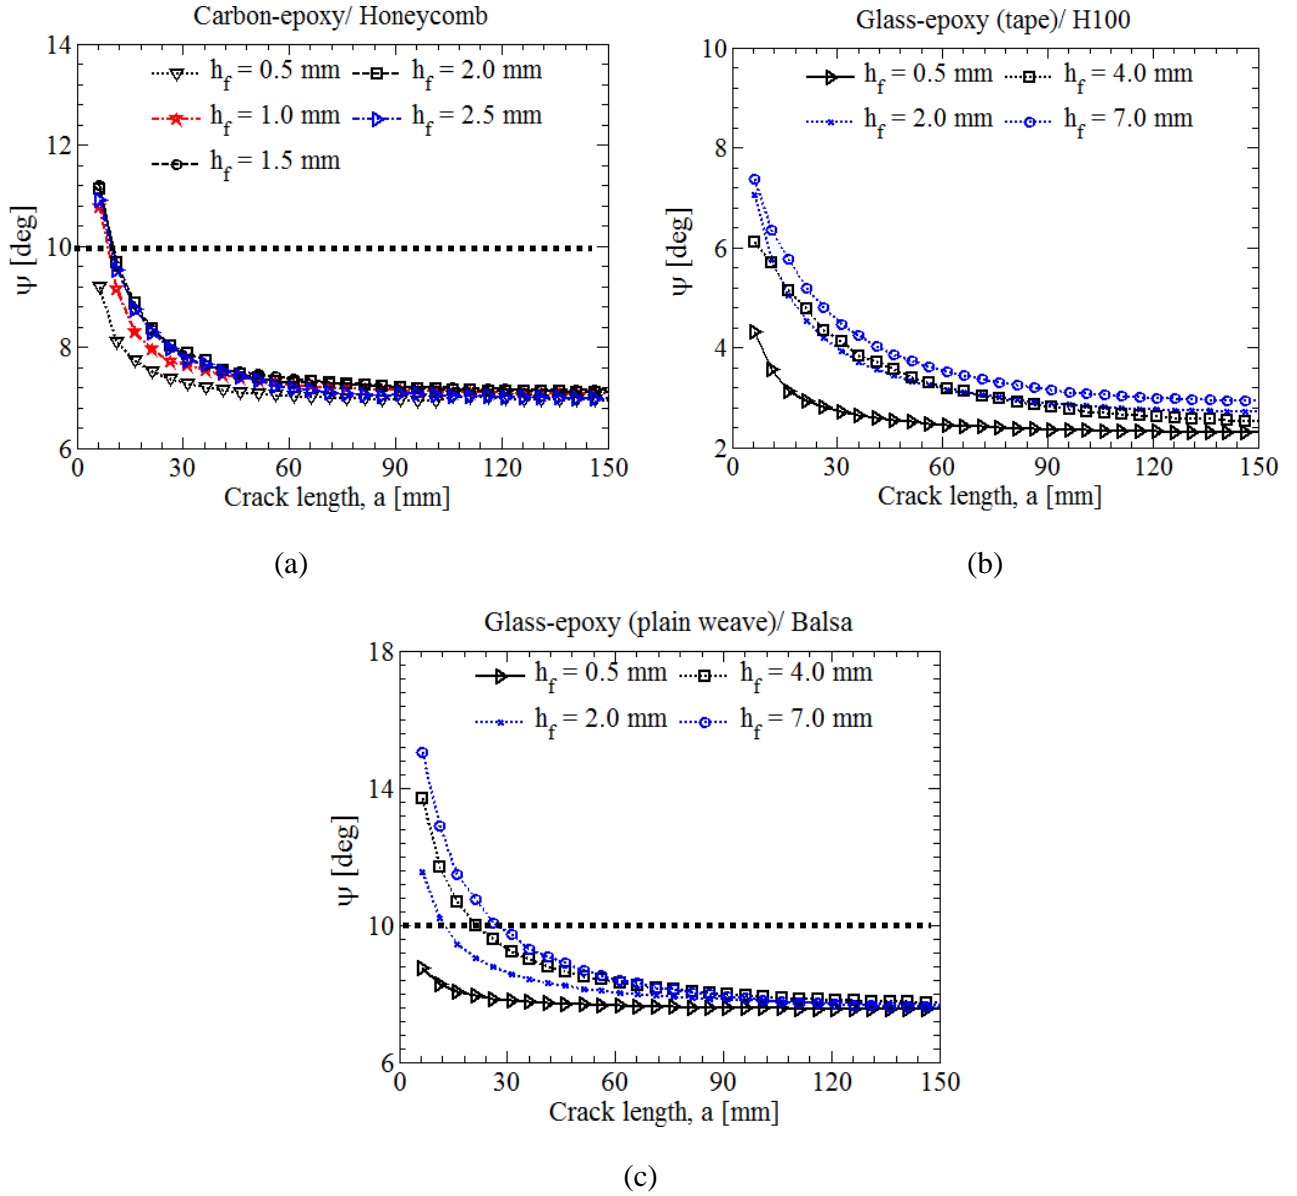 Carbon-epoxy/ Honeycomb
14
12
10
8
6
ψ [deg]
h_f = 0.5 mm h_f = 2.0 mm
h_f = 1.0 mm h_f = 2.5 mm
h_f = 1.5 mm
0 30 60 90 120 150
Crack length, a [mm]
(a)
Glass-epoxy (tape)/ H100
10
8
6
4
2
ψ [deg]
h_f = 0.5 mm h_f = 4.0 mm
h_f = 2.0 mm h_f = 7.0 mm
0 30 60 90 120 150
Crack length, a [mm]
(b)
Glass-epoxy (plain weave)/ Balsa
18
14
10
6
ψ [deg]
h_f = 0.5 mm h_f = 4.0 mm
h_f = 2.0 mm h_f = 7.0 mm
0 30 60 90 120 150
Crack length, a [mm]
(c)